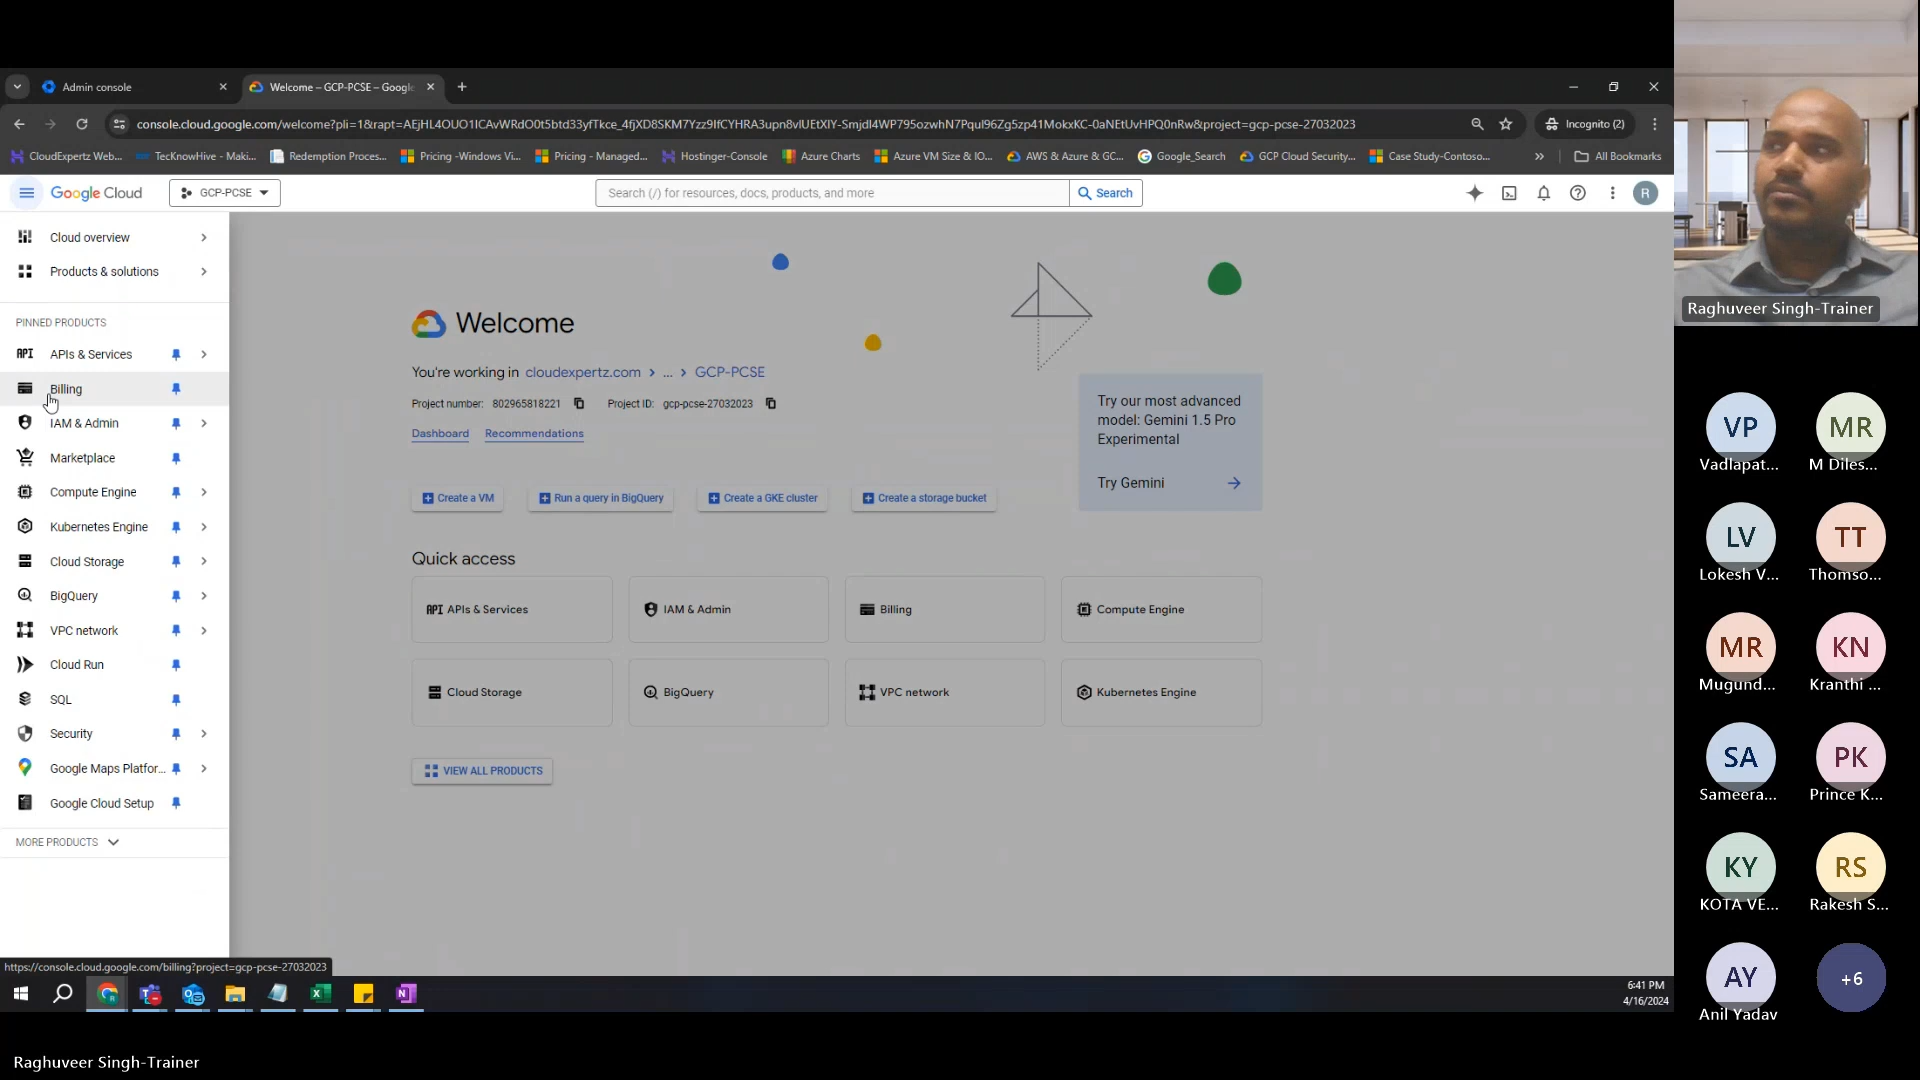 Admin console
Welcome – GCP-PCSE – Google
console.cloud.google.com/welcome?pli=1&rapt=AEjHL4OUO1ICAvWRdO0t5btd33yfTkce_4fjXD8SKM7Yzz9IfCYHRA3upn8vlUEtXIY-Smjdl4WP795ozwhN7Pqul96Zg5zp41MokxKC-0aNEtUvHPQ0nRw&project=gcp-pcse-27032023
Incognito (2)
CloudExpertz Web...
TecKnowHive - Maki...
Redemption Proces...
Pricing -Windows Vi...
Pricing - Managed...
Hostinger-Console
Azure Charts
Azure VM Size & IO...
AWS & Azure & GC...
Google_Search
GCP Cloud Security...
Case Study-Contoso...
All Bookmarks
Google Cloud
GCP-PCSE
Search (/) for resources, docs, products, and more
Search
R
Cloud overview
Products & solutions
PINNED PRODUCTS
API APIs & Services
Billing
IAM & Admin
Marketplace
Compute Engine
Kubernetes Engine
Cloud Storage
BigQuery
VPC network
Cloud Run
SQL
Security
Google Maps Platfor...
Google Cloud Setup
MORE PRODUCTS
Welcome
You're working in cloudexpertz.com > ... > GCP-PCSE
Project number: 802965818221 Project ID: gcp-pcse-27032023
Dashboard Recommendations
Create a VM
Run a query in BigQuery
Create a GKE cluster
Create a storage bucket
Try our most advanced
model: Gemini 1.5 Pro
Experimental
Try Gemini
Quick access
API APIs & Services
IAM & Admin
Billing
Compute Engine
Cloud Storage
BigQuery
VPC network
Kubernetes Engine
VIEW ALL PRODUCTS
https://console.cloud.google.com/billing?project=gcp-pcse-27032023
6:41 PM
4/16/2024
Raghuveer Singh-Trainer
VP
Vadlapat...
MR
M Diles...
LV
Lokesh V...
TT
Thomso...
MR
Mugund...
KN
Kranthi ...
SA
Sameera...
PK
Prince K...
KY
KOTA VE...
RS
Rakesh S...
AY
Anil Yadav
+6
Raghuveer Singh-Trainer